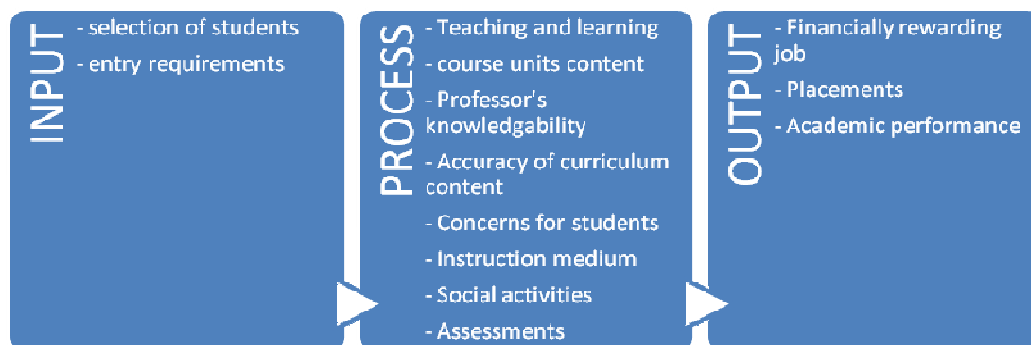 INPUT
- selection of students
- entry requirements
PROCESS
- Teaching and learning
- course units content
- Professor's
knowledgability
- Accuracy of curriculum
content
- Concerns for students
- Instruction medium
- Social activities
- Assessments
OUTPUT
- Financially rewarding
job
- Placements
- Academic performance